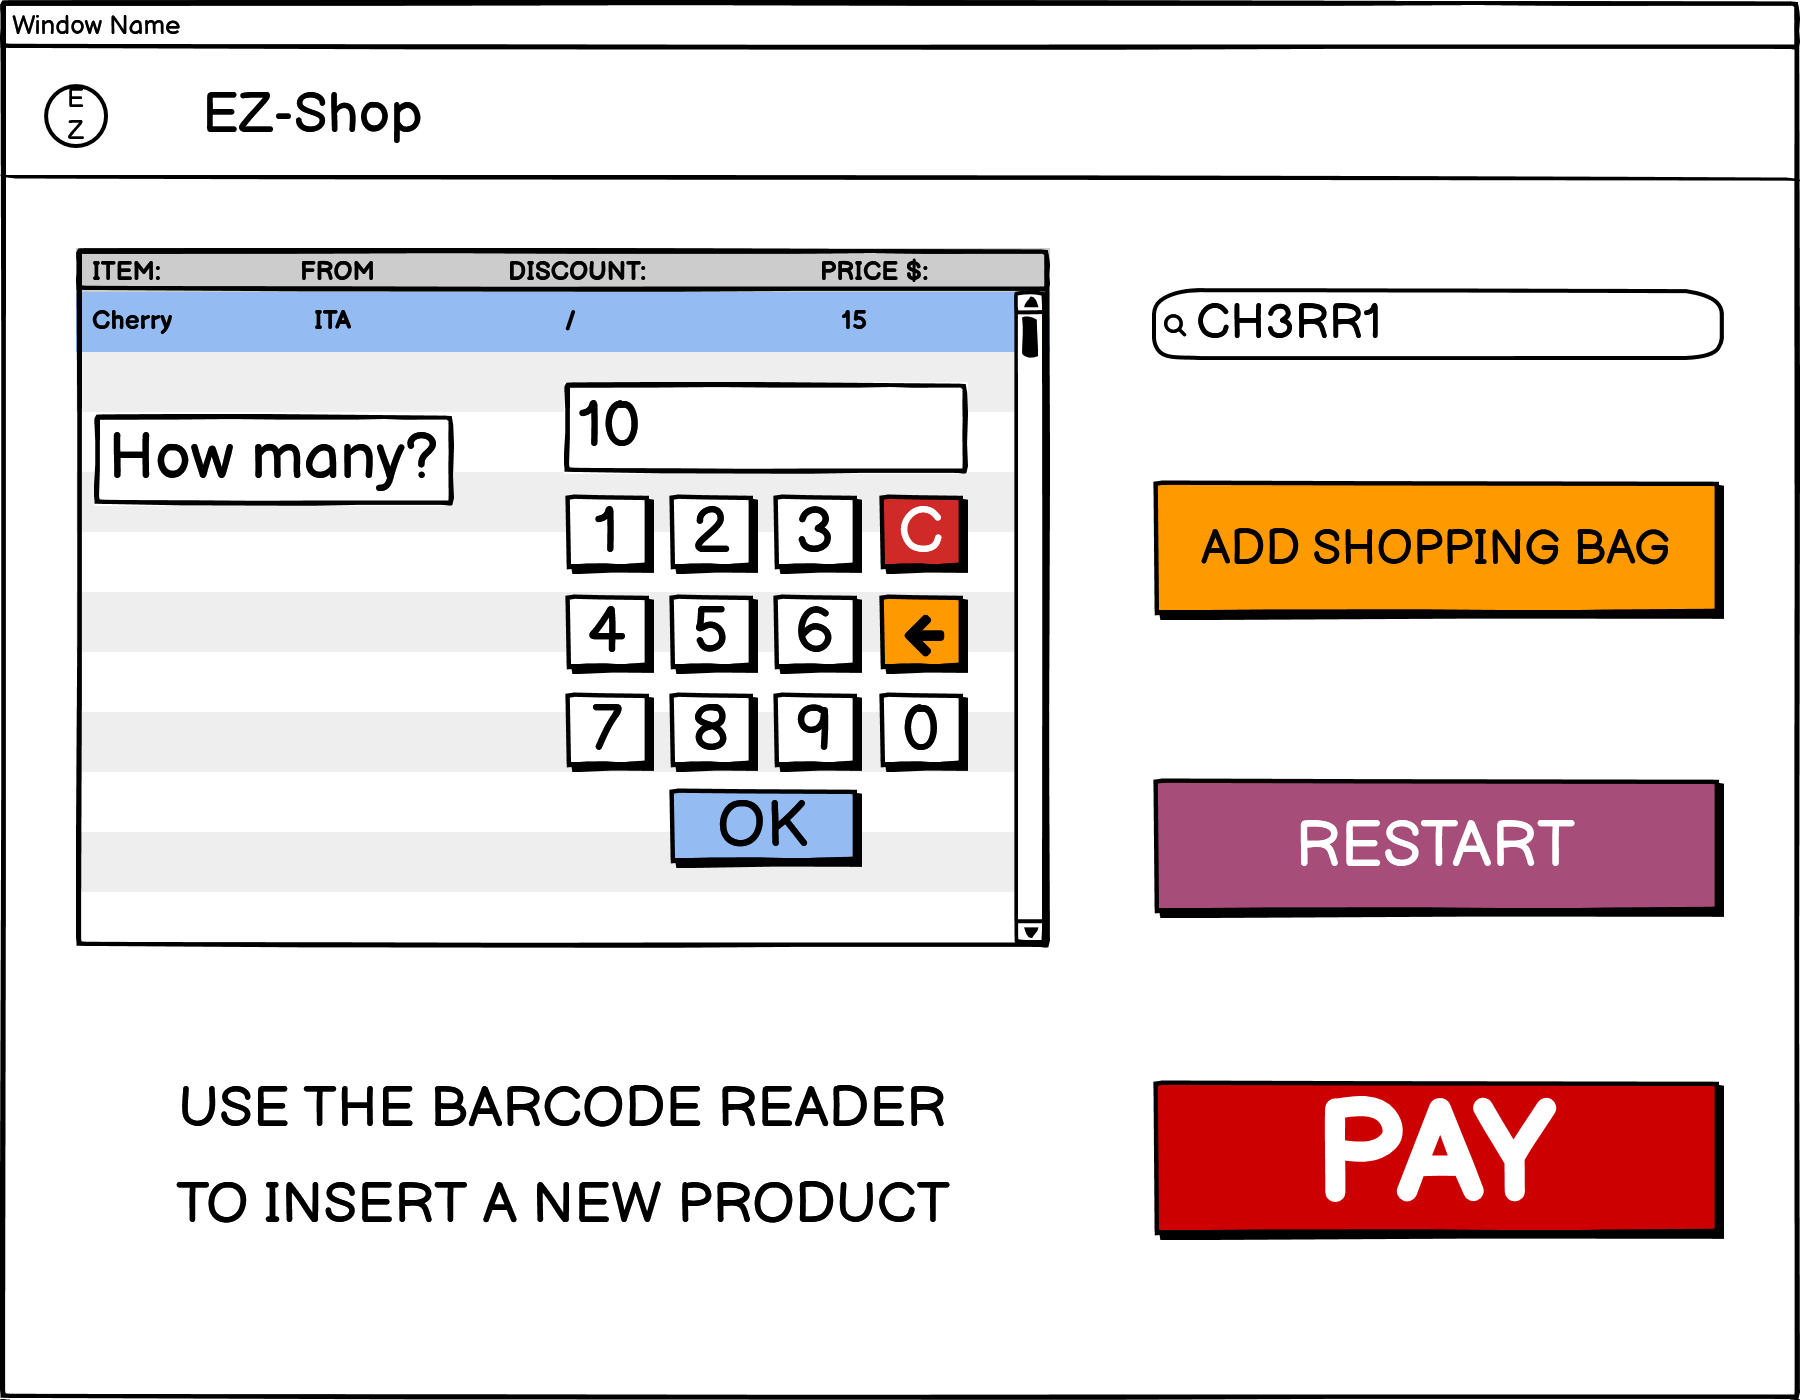 Window Name
E
Z
EZ-Shop
ITEM: FROM DISCOUNT: PRICE $:
Cherry ITA / 15
CH3RR1
10
How many?
1 2 3 C
ADD SHOPPING BAG
4 5 6
7 8 9 0
OK
RESTART
USE THE BARCODE READER
TO INSERT A NEW PRODUCT
PAY